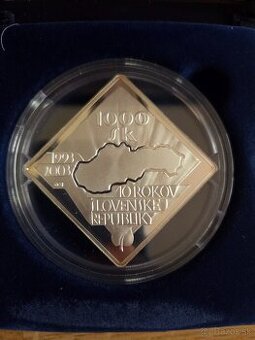 1000
Sk
1993
2003
10 ROKOV
SLOVENSKEJ
REPUBLIKY